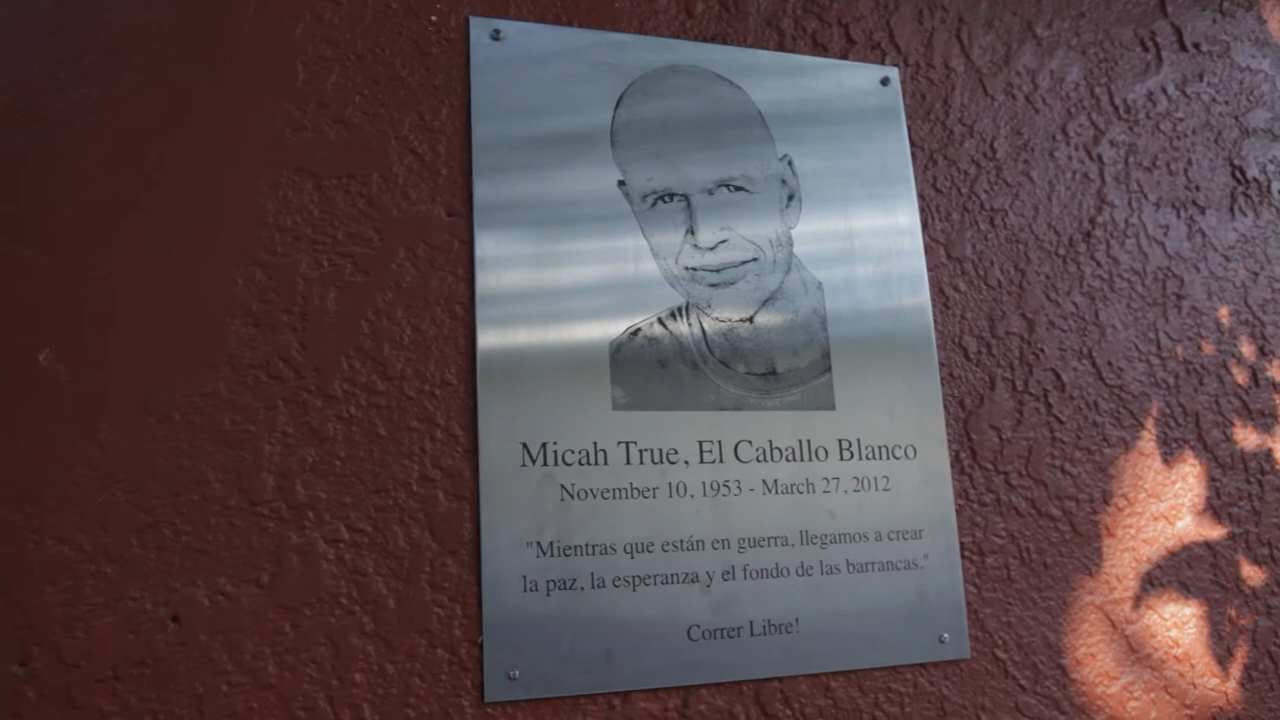 Micah True, El Caballo Blanco
November 10, 1953 - March 27, 2012
"Mientras que están en guerra, llegamos a crear
la paz, la esperanza y el fondo de las barrancas."
Correr Libre!